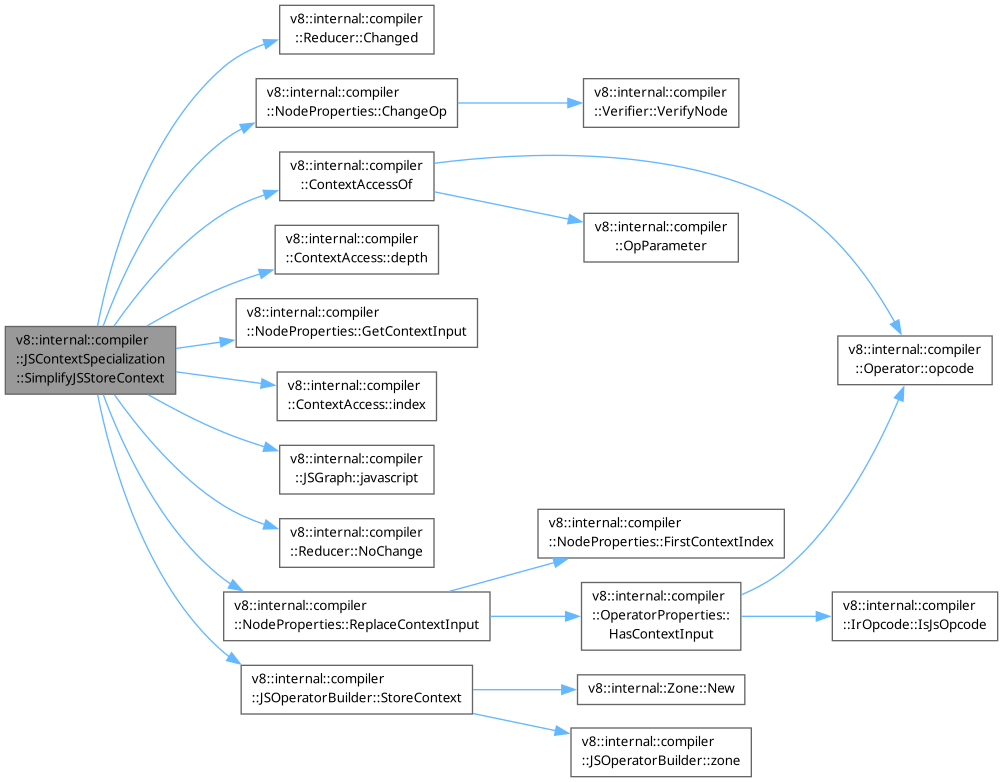 v8::internal::compiler
::Reducer::Changed
v8::internal::compiler
::NodeProperties::ChangeOp
v8::internal::compiler
::Verifier::VerifyNode
v8::internal::compiler
::ContextAccessOf
v8::internal::compiler
::OpParameter
v8::internal::compiler
::ContextAccess::depth
v8::internal::compiler
::NodeProperties::GetContextInput
v8::internal::compiler
::JSContextSpecialization
::SimplifyJSStoreContext
v8::internal::compiler
::Operator::opcode
v8::internal::compiler
::ContextAccess::index
v8::internal::compiler
::JSGraph::javascript
v8::internal::compiler
::Reducer::NoChange
v8::internal::compiler
::NodeProperties::FirstContextIndex
v8::internal::compiler
::NodeProperties::ReplaceContextInput
v8::internal::compiler
::OperatorProperties::
HasContextInput
v8::internal::compiler
::IrOpcode::IsJsOpcode
v8::internal::compiler
::JSOperatorBuilder::StoreContext
v8::internal::Zone::New
v8::internal::compiler
::JSOperatorBuilder::zone